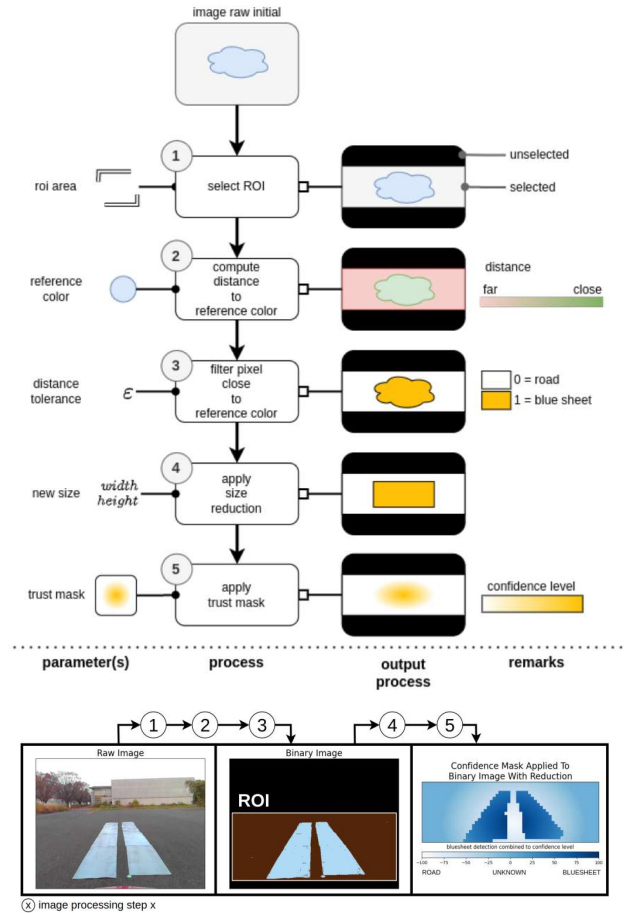 image raw initial
1
roi area
select ROI
unselected
selected
2
reference
color
compute
distance
to
reference color
distance
far close
3
distance
tolerance
ε
filter pixel
close
to
reference color
0 = road
1 = blue sheet
4
new size
width
height
apply
size
reduction
5
trust mask
apply
trust mask
confidence level
parameter(s) process output
process remarks
1 2 3 4 5
Raw Image
Binary Image
ROI
Confidence Mask Applied To
Binary Image With Reduction
bluesheet detection combined to confidence level
−100 −75 −50 −25 0 25 50 75 100
ROAD UNKNOWN BLUESHEET
x image processing step x